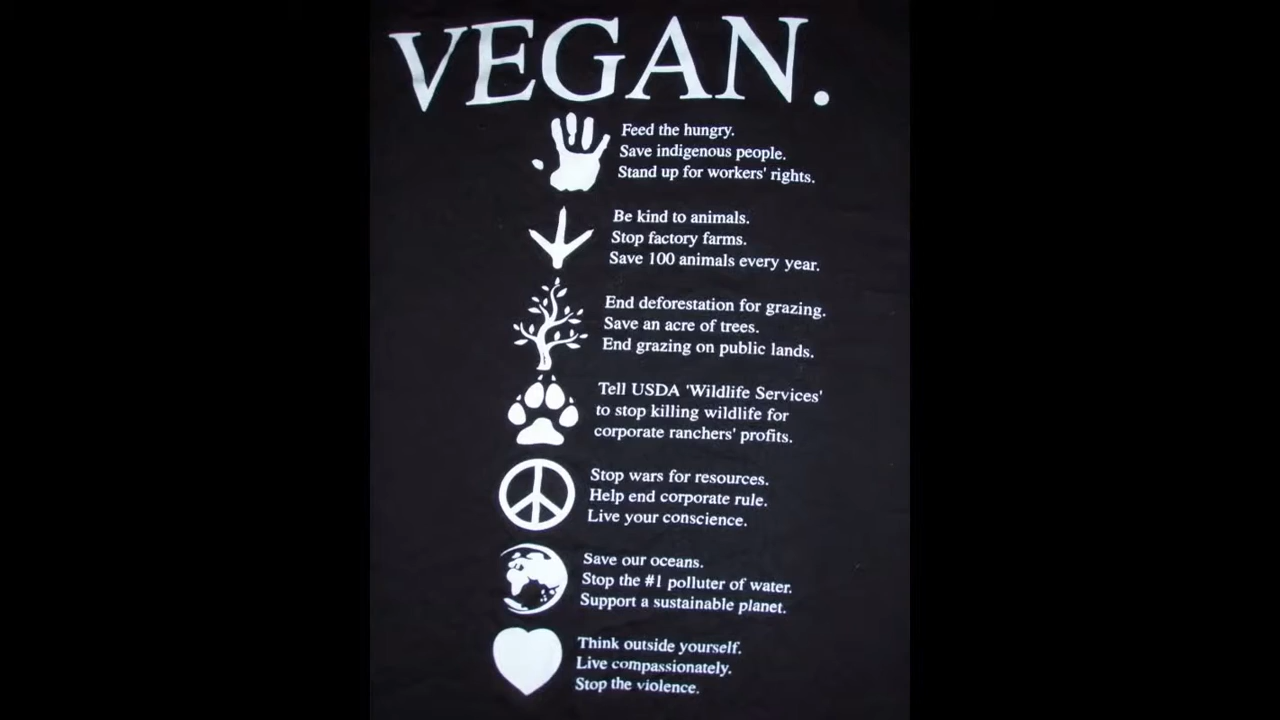 VEGAN.
Feed the hungry.
Save indigenous people.
Stand up for workers' rights.
Be kind to animals.
Stop factory farms.
Save 100 animals every year.
End deforestation for grazing.
Save an acre of trees.
End grazing on public lands.
Tell USDA 'Wildlife Services'
to stop killing wildlife for
corporate ranchers' profits.
Stop wars for resources.
Help end corporate rule.
Live your conscience.
Save our oceans.
Stop the #1 polluter of water.
Support a sustainable planet.
Think outside yourself.
Live compassionately.
Stop the violence.